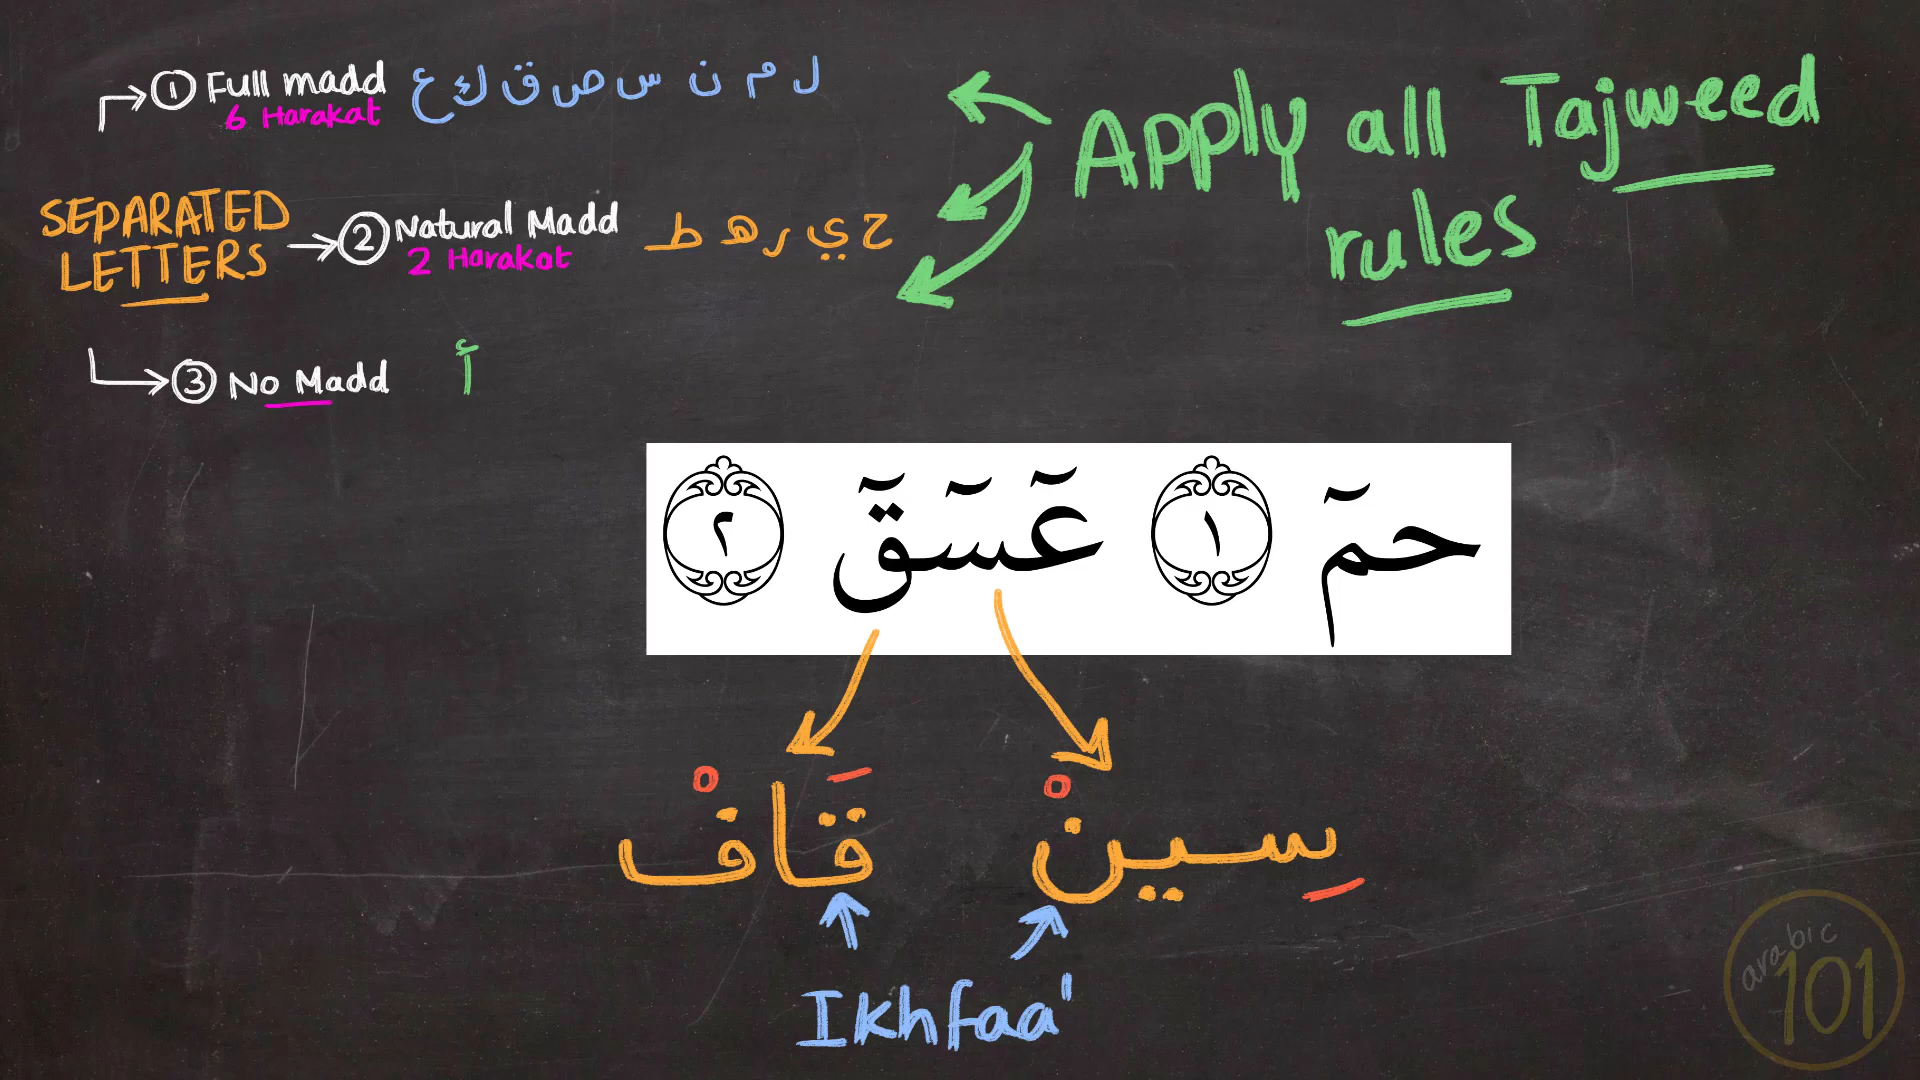 ① Full madd ل م ن س ص ق ك ع
6 Harakat
SEPARATED
LETTERS
② Natural Madd ح ي ر هـ ط
2 Harakat
③ No Madd أ
Apply all Tajweed
rules
حمٓ ١ عٓسٓقٓ ٢
سِينْ قَافْ
Ikhfaa'
arabic
101